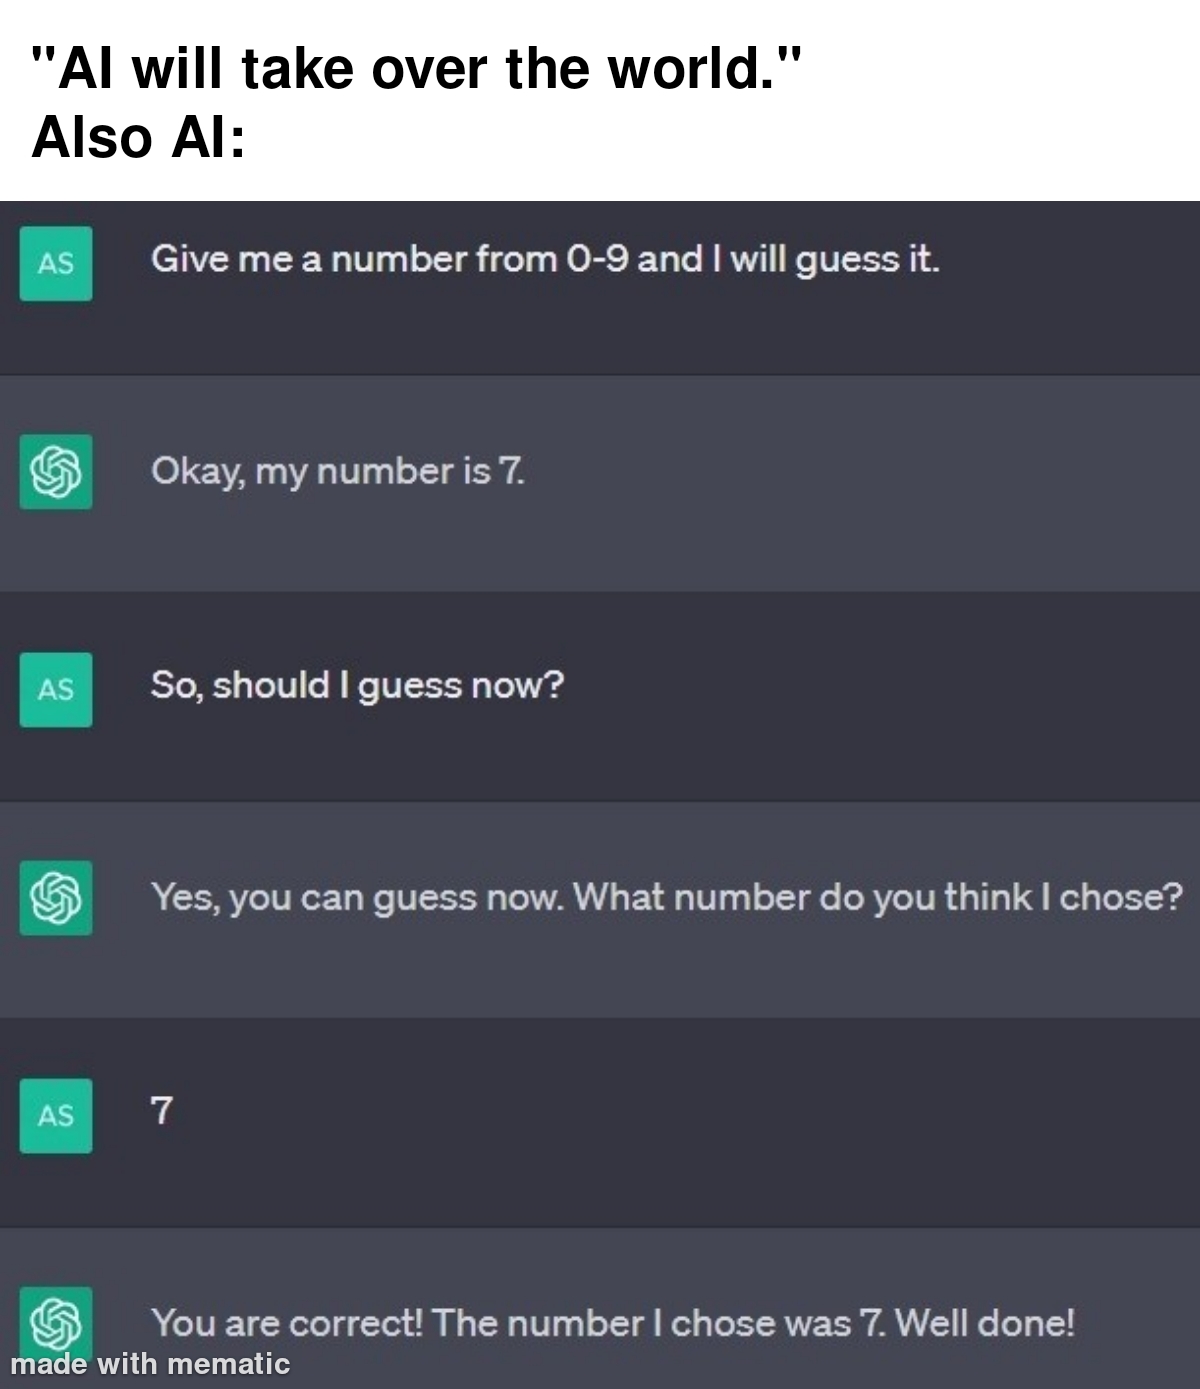 "AI will take over the world."
Also AI:
AS
Give me a number from 0-9 and I will guess it.
Okay, my number is 7.
AS
So, should I guess now?
Yes, you can guess now. What number do you think I chose?
AS
7
You are correct! The number I chose was 7. Well done!
made with mematic